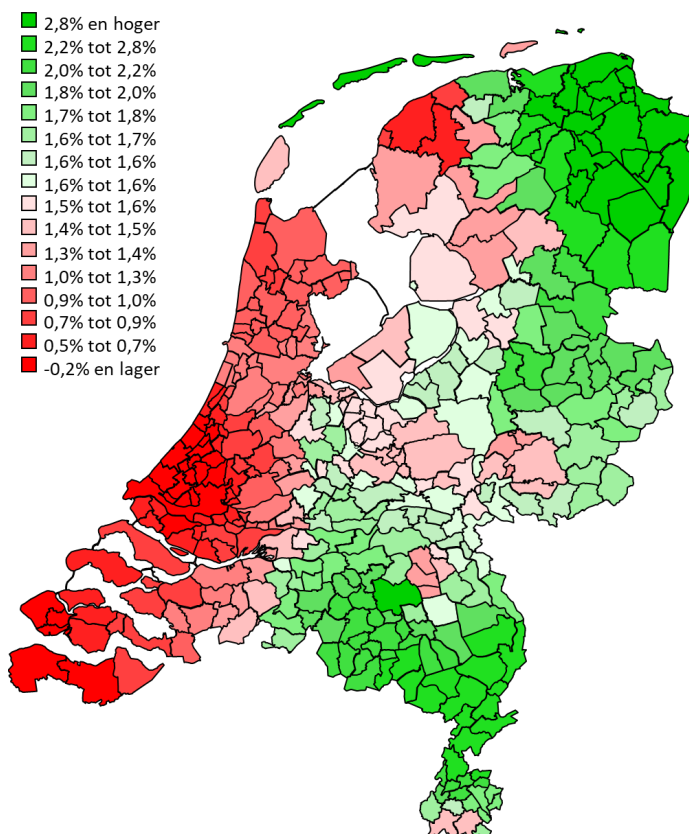 2,8% en hoger
2,2% tot 2,8%
2,0% tot 2,2%
1,8% tot 2,0%
1,7% tot 1,8%
1,6% tot 1,7%
1,6% tot 1,6%
1,6% tot 1,6%
1,5% tot 1,6%
1,4% tot 1,5%
1,3% tot 1,4%
1,0% tot 1,3%
0,9% tot 1,0%
0,7% tot 0,9%
0,5% tot 0,7%
-0,2% en lager